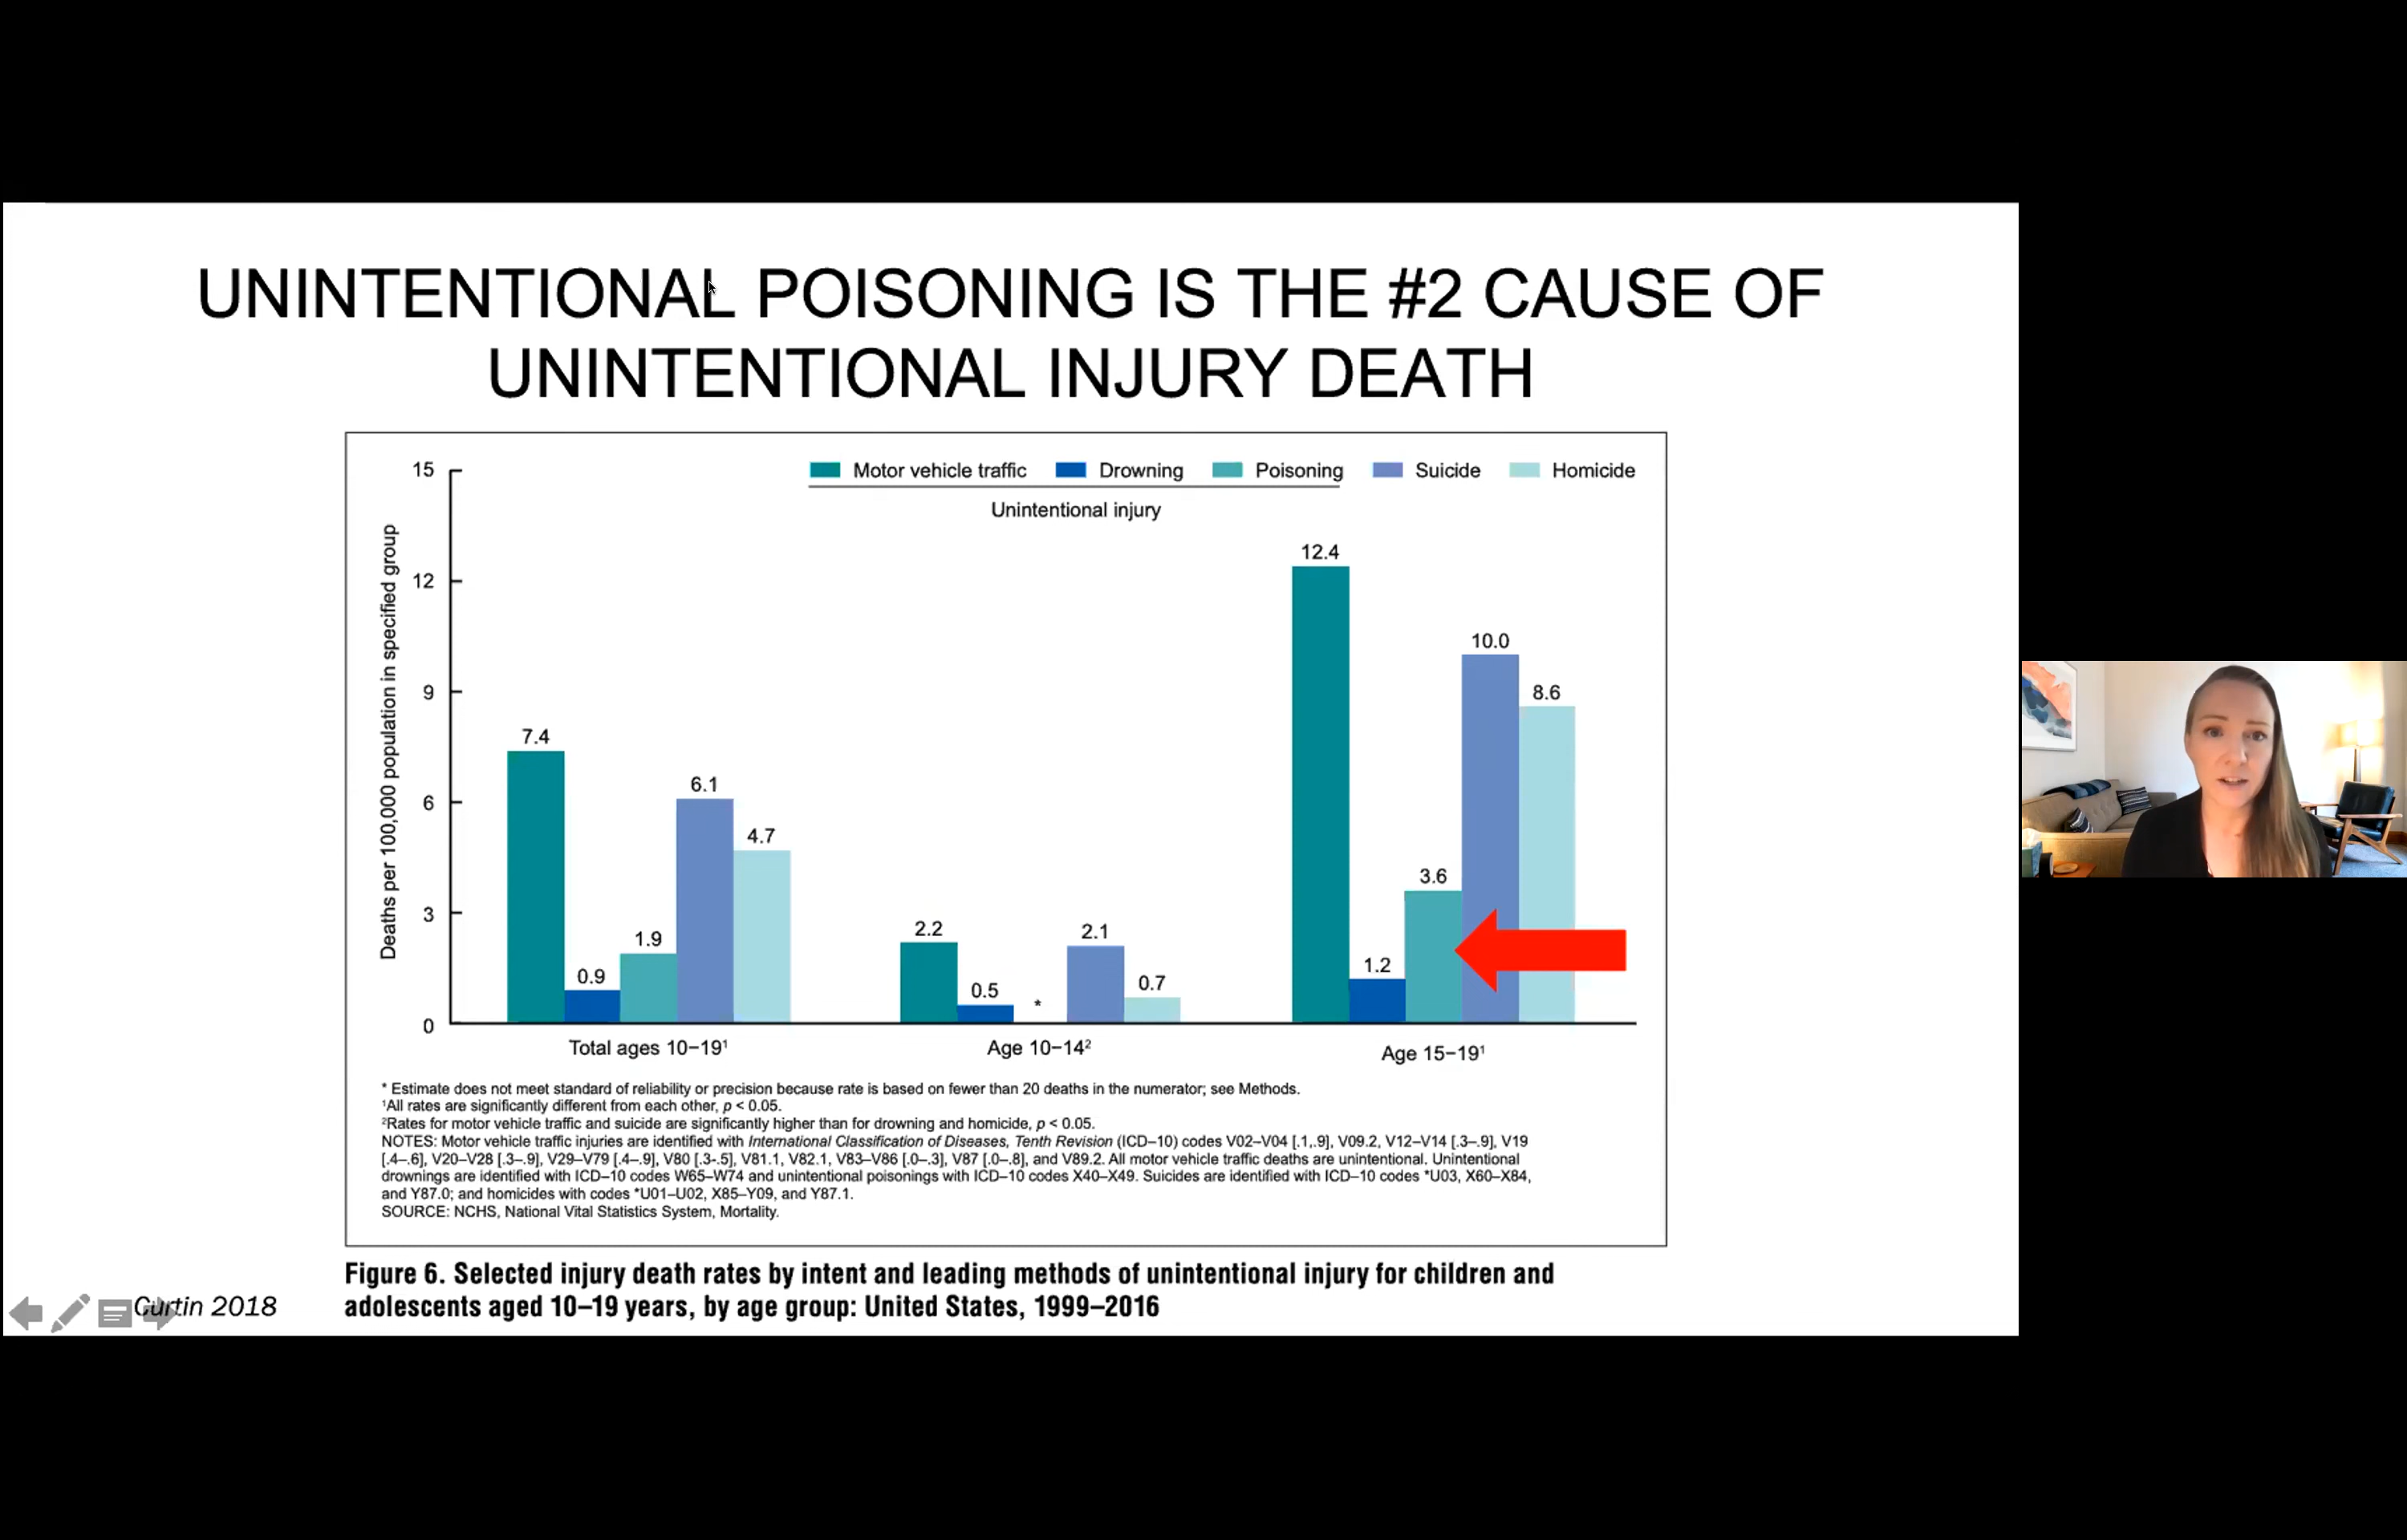 UNINTENTIONAL POISONING IS THE #2 CAUSE OF
UNINTENTIONAL INJURY DEATH
Motor vehicle traffic Drowning Poisoning Suicide Homicide
Unintentional injury
Deaths per 100,000 population in specified group
15
12
9
6
3
0
7.4
0.9
1.9
6.1
4.7
2.2
0.5
*
2.1
0.7
12.4
1.2
3.6
10.0
8.6
Total ages 10–19¹ Age 10–14² Age 15–19¹
* Estimate does not meet standard of reliability or precision because rate is based on fewer than 20 deaths in the numerator; see Methods.
¹All rates are significantly different from each other, p < 0.05.
²Rates for motor vehicle traffic and suicide are significantly higher than for drowning and homicide, p < 0.05.
NOTES: Motor vehicle traffic injuries are identified with International Classification of Diseases, Tenth Revision (ICD–10) codes V02–V04 [.1,.9], V09.2, V12–V14 [.3–.9], V19
[.4–.6], V20–V28 [.3–.9], V29–V79 [.4–.9], V80 [.3-.5], V81.1, V82.1, V83–V86 [.0–.3], V87 [.0–.8], and V89.2. All motor vehicle traffic deaths are unintentional. Unintentional
drownings are identified with ICD–10 codes W65–W74 and unintentional poisonings with ICD–10 codes X40–X49. Suicides are identified with ICD–10 codes *U03, X60–X84,
and Y87.0; and homicides with codes *U01–U02, X85–Y09, and Y87.1.
SOURCE: NCHS, National Vital Statistics System, Mortality.
Figure 6. Selected injury death rates by intent and leading methods of unintentional injury for children and
adolescents aged 10–19 years, by age group: United States, 1999–2016
Curtin 2018